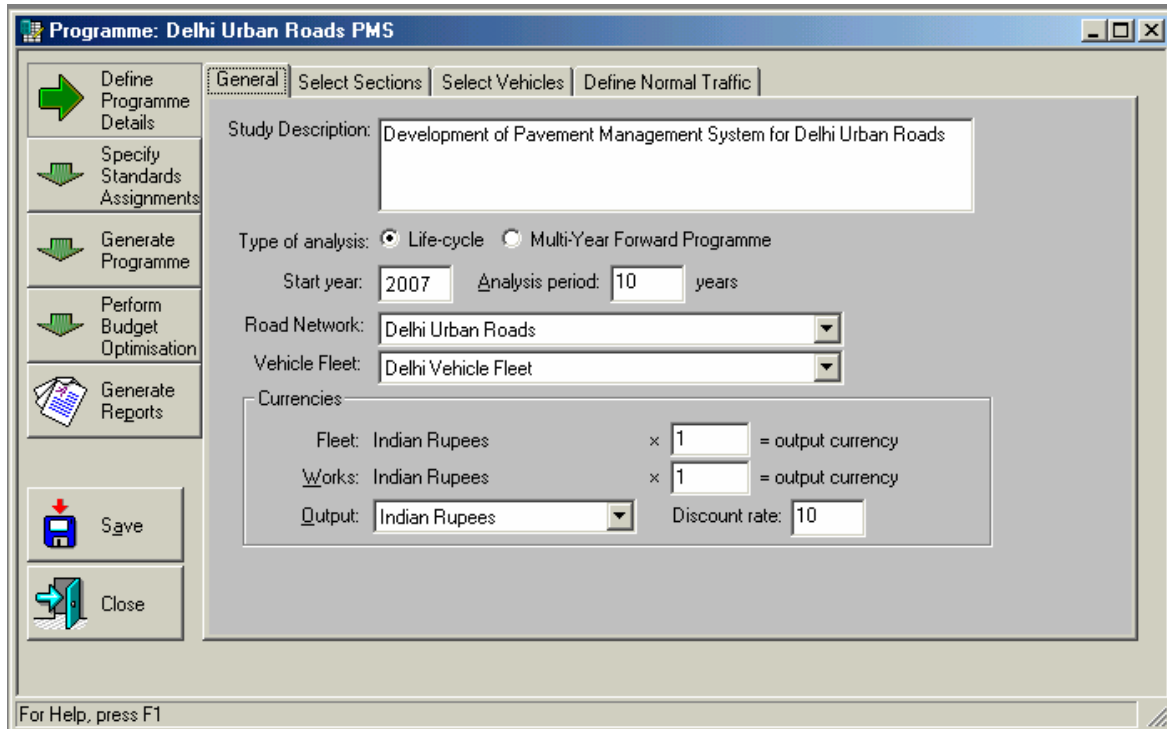 Programme: Delhi Urban Roads PMS
Define
Programme
Details
Specify
Standards
Assignments
Generate
Programme
Perform
Budget
Optimisation
Generate
Reports
Save
Close
General Select Sections Select Vehicles Define Normal Traffic
Study Description: Development of Pavement Management System for Delhi Urban Roads
Type of analysis: Life-cycle Multi-Year Forward Programme
Start year: 2007 Analysis period: 10 years
Road Network: Delhi Urban Roads
Vehicle Fleet: Delhi Vehicle Fleet
Currencies
Fleet: Indian Rupees × 1 = output currency
Works: Indian Rupees × 1 = output currency
Output: Indian Rupees Discount rate: 10
For Help, press F1